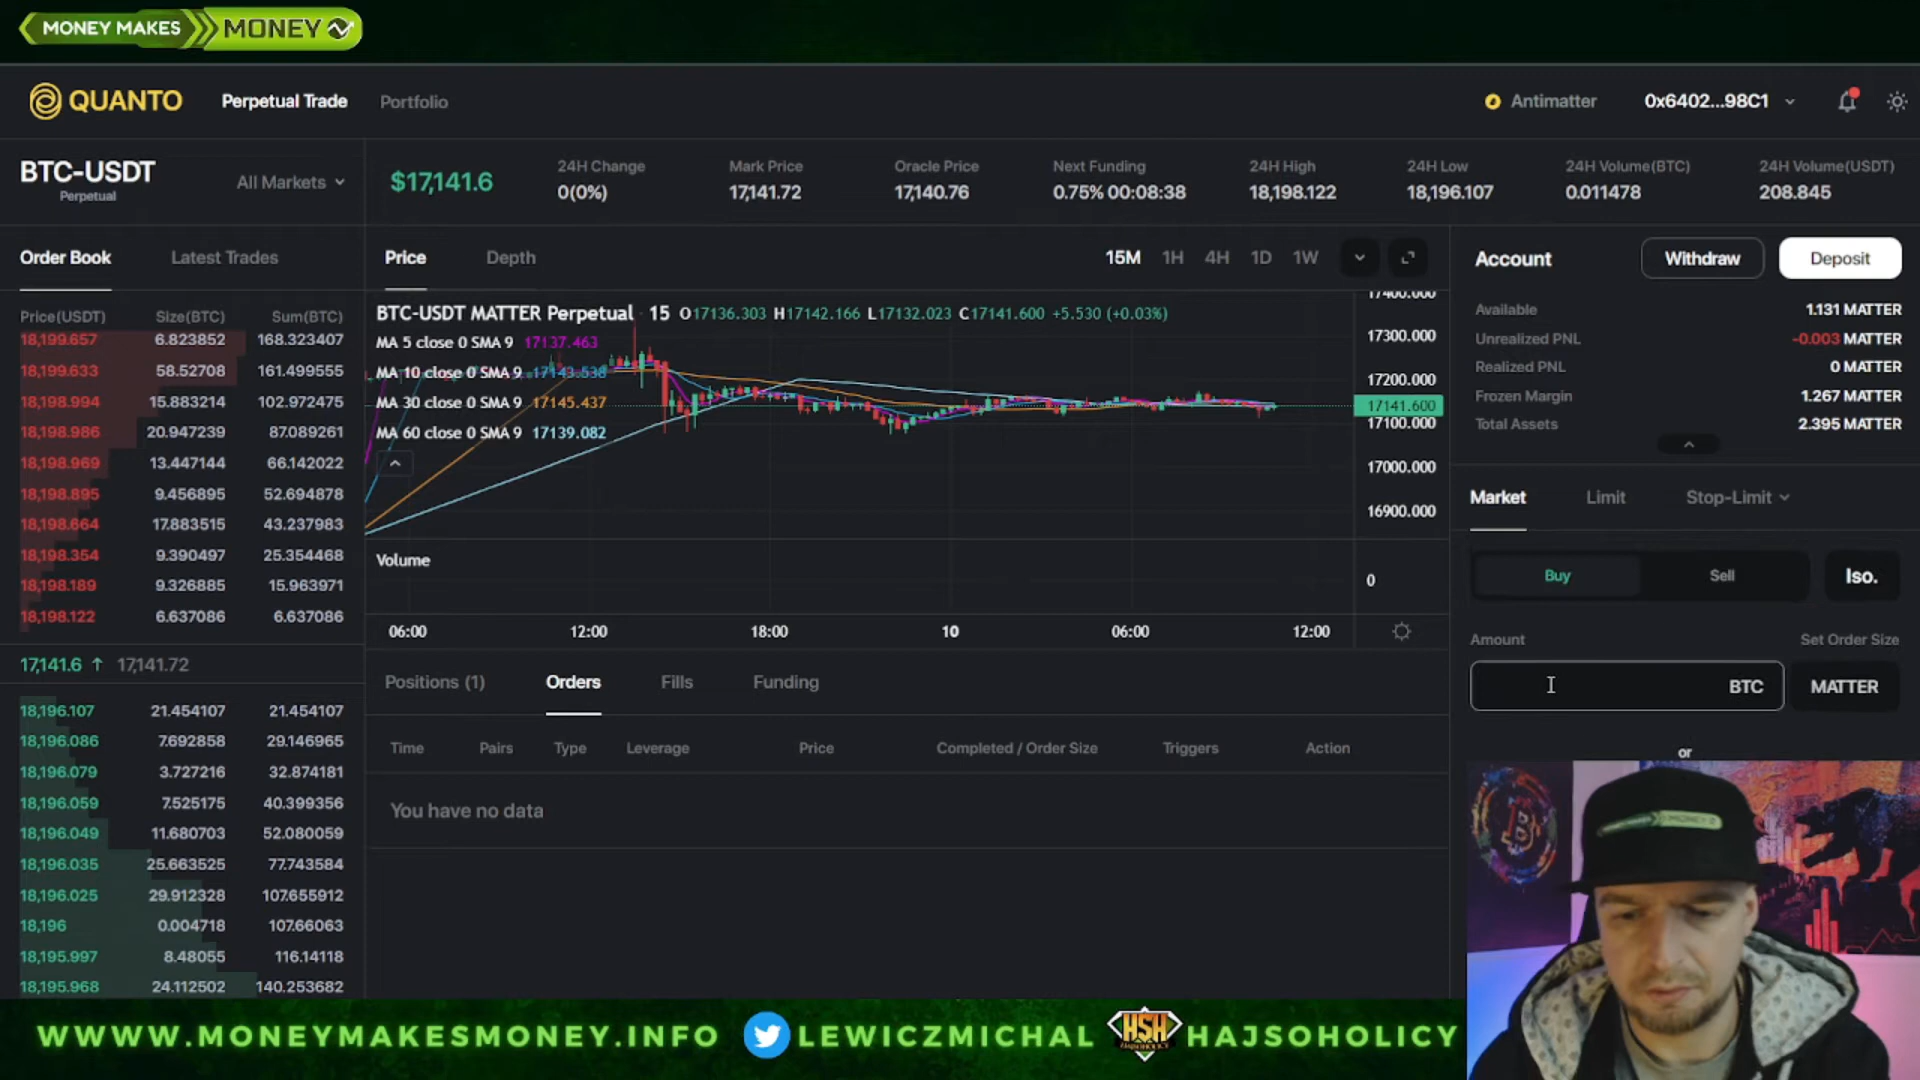 MONEY MAKES MONEY
QUANTO Perpetual Trade Portfolio Antimatter 0x6402...98C1
BTC-USDT
Perpetual
All Markets
$17,141.6
24H Change
0(0%)
Mark Price
17,141.72
Oracle Price
17,140.76
Next Funding
0.75% 00:08:38
24H High
18,198.122
24H Low
18,196.107
24H Volume(BTC)
0.011478
24H Volume(USDT)
208.845
Order Book Latest Trades
Price(USDT) Size(BTC) Sum(BTC)
18,199.657 6.823852 168.323407
18,199.633 58.52708 161.499555
18,198.994 15.883214 102.972475
18,198.986 20.947239 87.089261
18,198.969 13.447144 66.142022
18,198.895 9.456895 52.694878
18,198.664 17.883515 43.237983
18,198.354 9.390497 25.354468
18,198.189 9.326885 15.963971
18,198.122 6.637086 6.637086
17,141.6 ↑ 17,141.72
18,196.107 21.454107 21.454107
18,196.086 7.692858 29.146965
18,196.079 3.727216 32.874181
18,196.059 7.525175 40.399356
18,196.049 11.680703 52.080059
18,196.035 25.663525 77.743584
18,196.025 29.912328 107.655912
18,196 0.004718 107.66063
18,195.997 8.48055 116.14118
18,195.968 24.112502 140.253682
Price Depth 15M 1H 4H 1D 1W
BTC-USDT MATTER Perpetual · 15 O17136.303 H17142.166 L17132.023 C17141.600 +5.530 (+0.03%)
MA 5 close 0 SMA 9 17137.463
MA 10 close 0 SMA 9 17143.538
MA 30 close 0 SMA 9 17145.437
MA 60 close 0 SMA 9 17139.082
17400.000
17300.000
17200.000
17141.600
17100.000
17000.000
16900.000
Volume
0
06:00 12:00 18:00 10 06:00 12:00
Positions (1) Orders Fills Funding
Time Pairs Type Leverage Price Completed / Order Size Triggers Action
You have no data
Account Withdraw Deposit
Available 1.131 MATTER
Unrealized PNL -0.003 MATTER
Realized PNL 0 MATTER
Frozen Margin 1.267 MATTER
Total Assets 2.395 MATTER
Market Limit Stop-Limit
Buy Sell Iso.
Amount Set Order Size
BTC MATTER
or
MONEY
WWWW.MONEYMAKESMONEY.INFO LEWICZMICHAL HSH HAJSOHOLICY